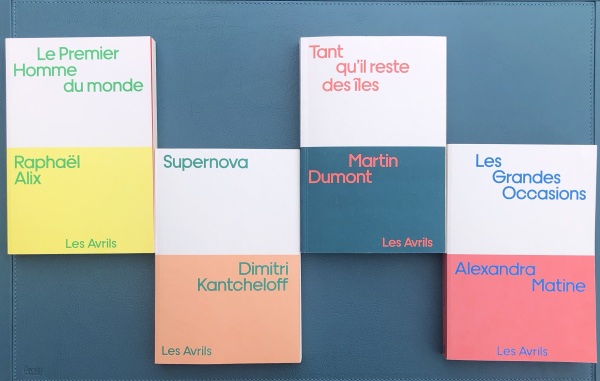 Le Premier
Homme
du monde
Raphaël
Alix
Les Avrils
Supernova
Dimitri
Kantcheloff
Les Avrils
Tant
qu'il reste
des îles
Martin
Dumont
Les Avrils
Les
Grandes
Occasions
Alexandra
Matine
Les Avrils